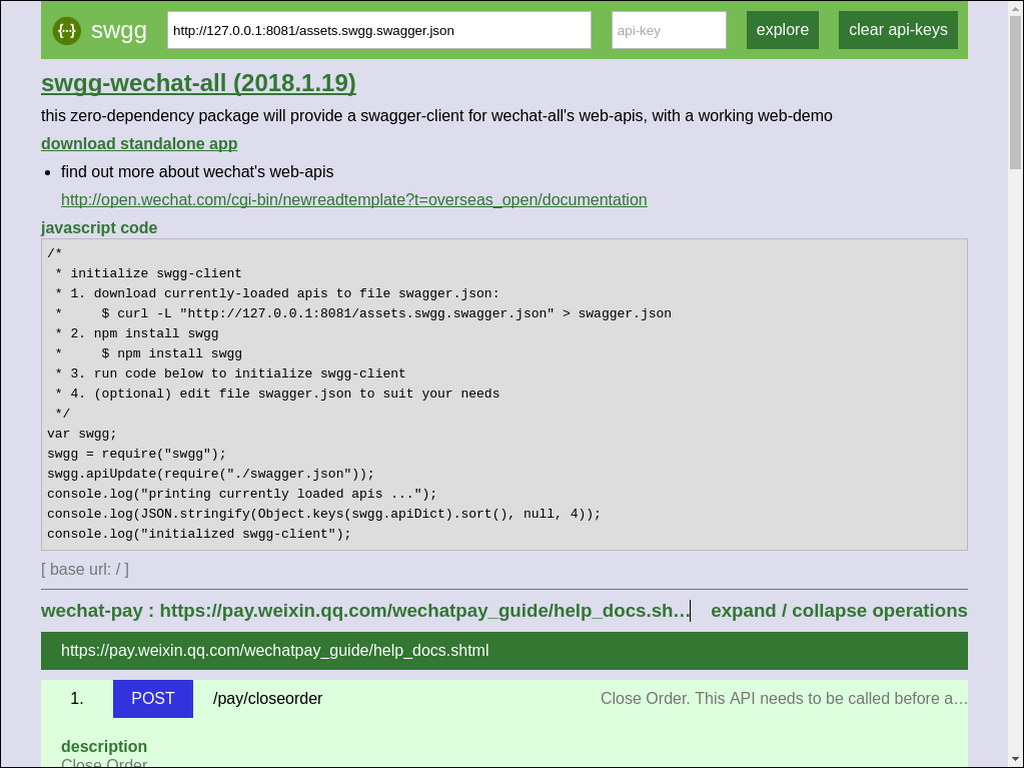 {··} swgg http://127.0.0.1:8081/assets.swgg.swagger.json api-key explore clear api-keys
swgg-wechat-all (2018.1.19)
this zero-dependency package will provide a swagger-client for wechat-all's web-apis, with a working web-demo
download standalone app
• find out more about wechat's web-apis
http://open.wechat.com/cgi-bin/newreadtemplate?t=overseas_open/documentation
javascript code
/*
 * initialize swgg-client
 * 1. download currently-loaded apis to file swagger.json:
 *     $ curl -L "http://127.0.0.1:8081/assets.swgg.swagger.json" > swagger.json
 * 2. npm install swgg
 *     $ npm install swgg
 * 3. run code below to initialize swgg-client
 * 4. (optional) edit file swagger.json to suit your needs
 */
var swgg;
swgg = require("swgg");
swgg.apiUpdate(require("./swagger.json"));
console.log("printing currently loaded apis ...");
console.log(JSON.stringify(Object.keys(swgg.apiDict).sort(), null, 4));
console.log("initialized swgg-client");
[ base url: / ]
wechat-pay : https://pay.weixin.qq.com/wechatpay_guide/help_docs.sh... expand / collapse operations
https://pay.weixin.qq.com/wechatpay_guide/help_docs.shtml
1. POST /pay/closeorder Close Order. This API needs to be called before a...
description
Close Order